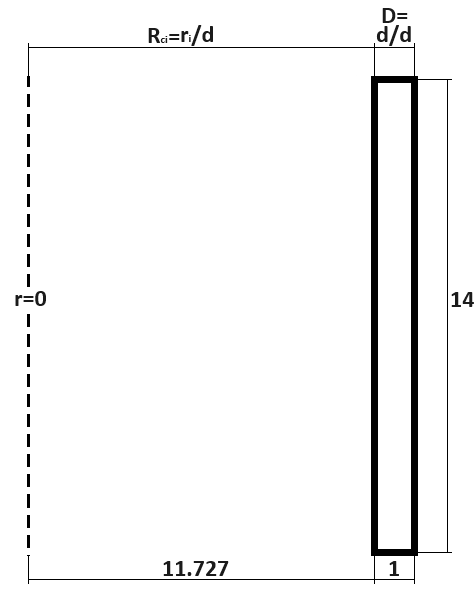 D=
R꜀ᵢ=rᵢ/d d/d
r=0
14
11.727 1